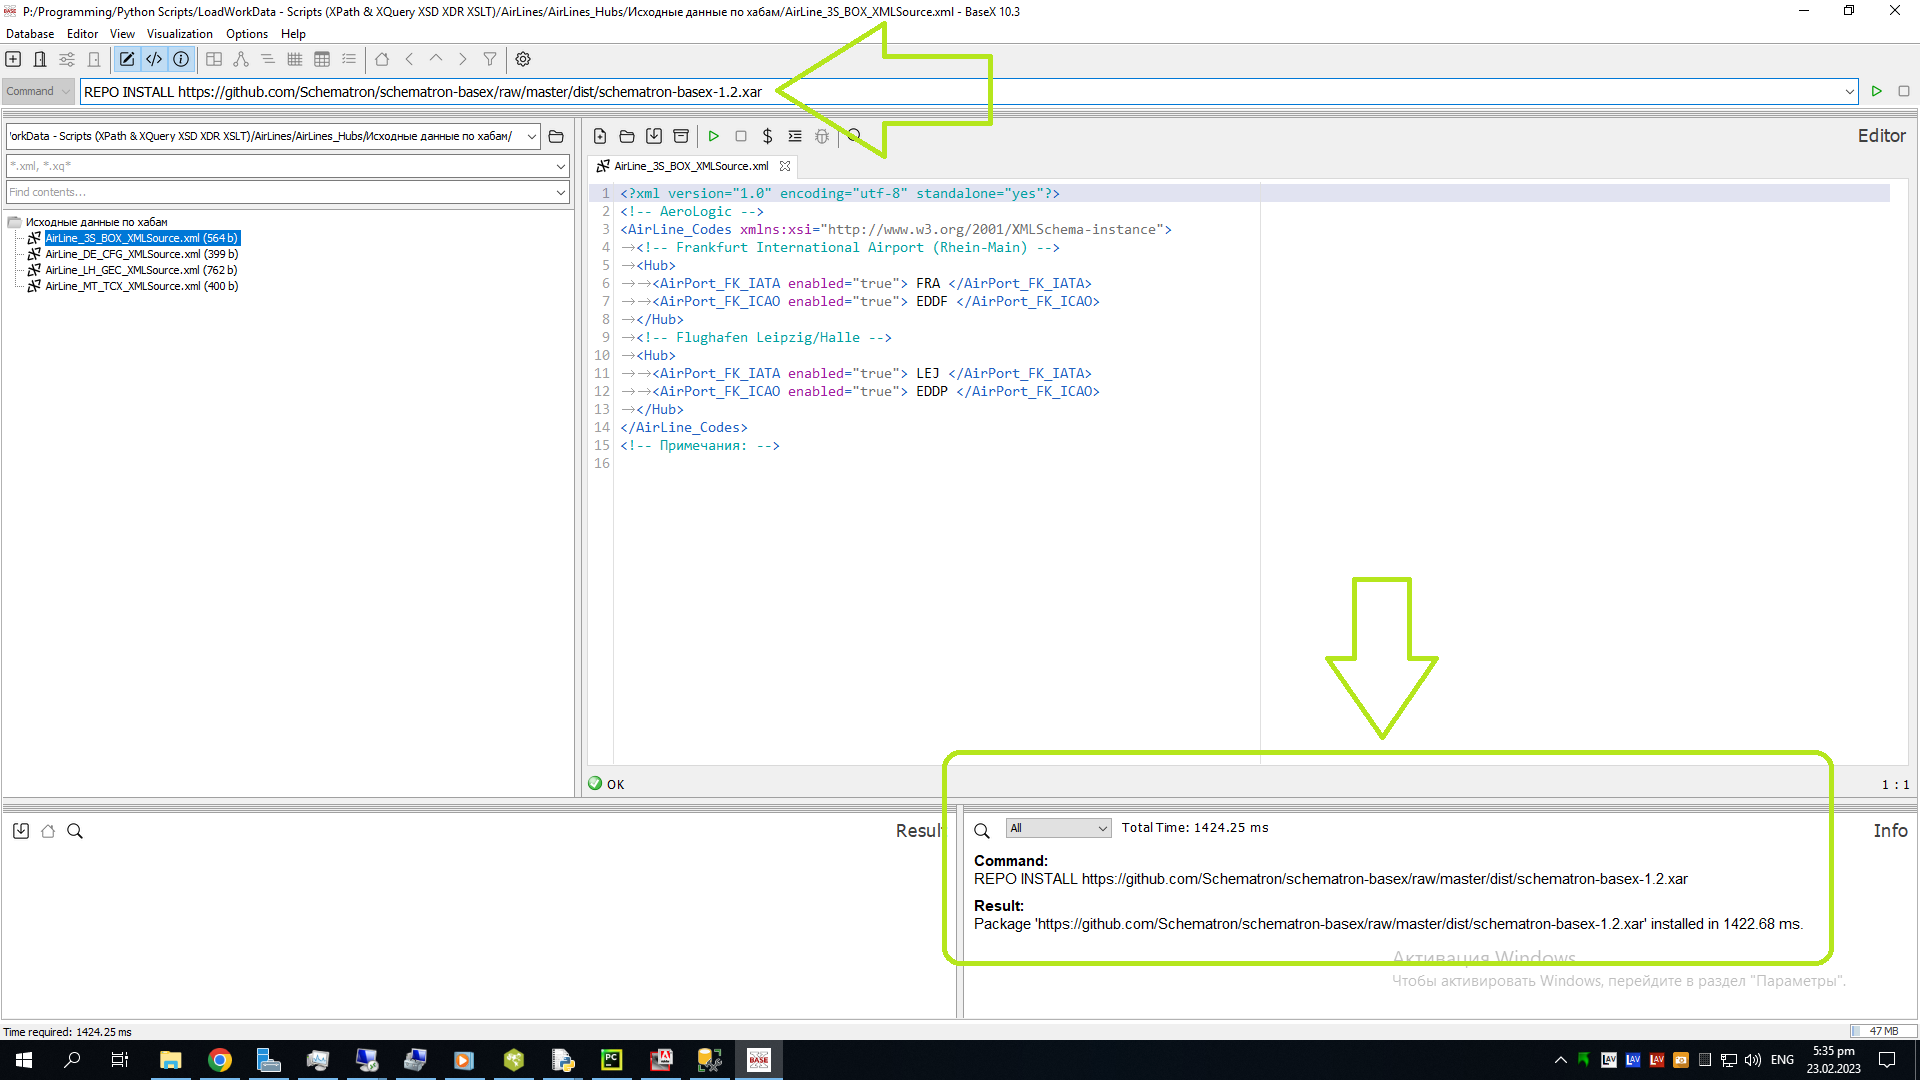 P:/Programming/Python Scripts/LoadWorkData - Scripts (XPath & XQuery XSD XDR XSLT)/AirLines/AirLines_Hubs/Исходные данные по хабам/AirLine_3S_BOX_XMLSource.xml - BaseX 10.3
Database Editor View Visualization Options Help
Command REPO INSTALL https://github.com/Schematron/schematron-basex/raw/master/dist/schematron-basex-1.2.xar
'orkData - Scripts (XPath & XQuery XSD XDR XSLT)/AirLines/AirLines_Hubs/Исходные данные по хабам/
*.xml, *.xq*
Find contents...
Исходные данные по хабам
AirLine_3S_BOX_XMLSource.xml (564 b)
AirLine_DE_CFG_XMLSource.xml (399 b)
AirLine_LH_GEC_XMLSource.xml (762 b)
AirLine_MT_TCX_XMLSource.xml (400 b)
Editor
AirLine_3S_BOX_XMLSource.xml
1 <?xml version="1.0" encoding="utf-8" standalone="yes"?>
2 <!-- AeroLogic -->
3 <AirLine_Codes xmlns:xsi="http://www.w3.org/2001/XMLSchema-instance">
4 →<!-- Frankfurt International Airport (Rhein-Main) -->
5 →<Hub>
6 →→<AirPort_FK_IATA enabled="true"> FRA </AirPort_FK_IATA>
7 →→<AirPort_FK_ICAO enabled="true"> EDDF </AirPort_FK_ICAO>
8 →</Hub>
9 →<!-- Flughafen Leipzig/Halle -->
10 →<Hub>
11 →→<AirPort_FK_IATA enabled="true"> LEJ </AirPort_FK_IATA>
12 →→<AirPort_FK_ICAO enabled="true"> EDDP </AirPort_FK_ICAO>
13 →</Hub>
14 </AirLine_Codes>
15 <!-- Примечания: -->
16
OK
1 : 1
Result
All Total Time: 1424.25 ms
Info
Command:
REPO INSTALL https://github.com/Schematron/schematron-basex/raw/master/dist/schematron-basex-1.2.xar
Result:
Package 'https://github.com/Schematron/schematron-basex/raw/master/dist/schematron-basex-1.2.xar' installed in 1422.68 ms.
Активация Windows
Чтобы активировать Windows, перейдите в раздел "Параметры".
Time required: 1424.25 ms
47 MB
PC
BASE
LAV LAV LAV
ENG
5:35 pm
23.02.2023